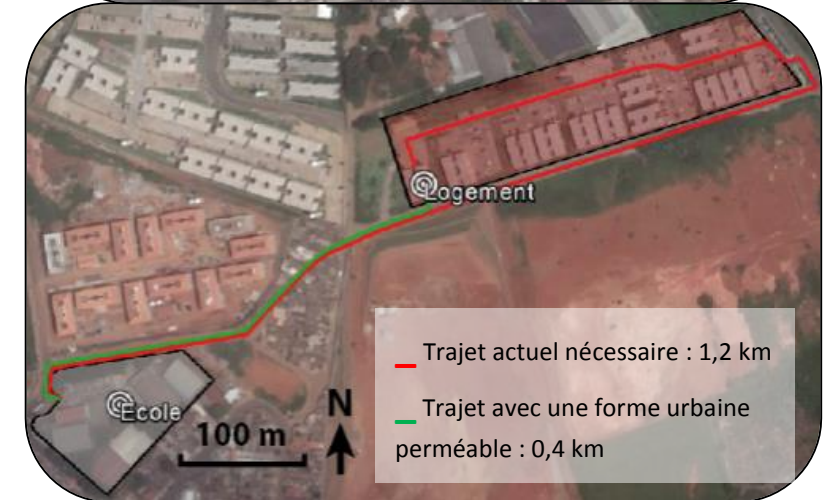 Logement
Trajet actuel nécessaire : 1,2 km
Trajet avec une forme urbaine
perméable : 0,4 km
Ecole
100 m
N